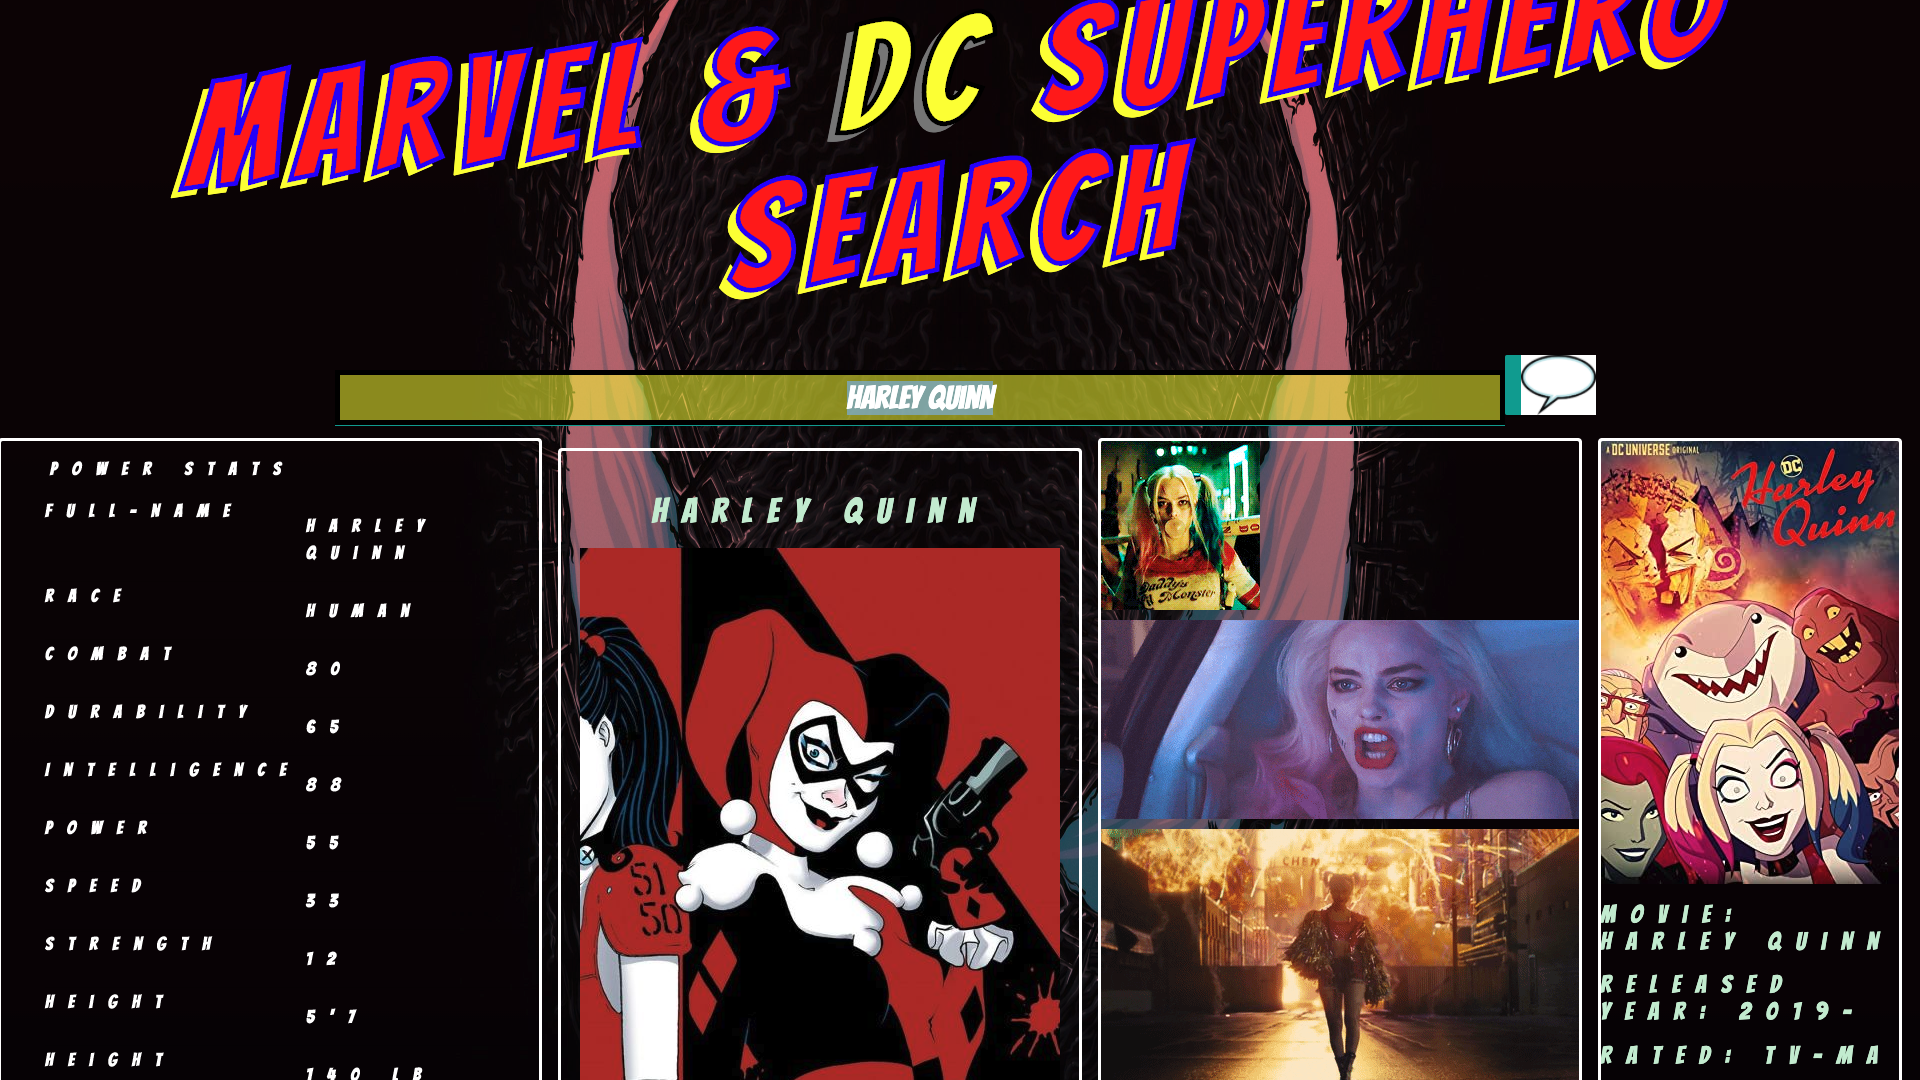 MARVEL & DC SUPERHERO
SEARCH
HARLEY QUINN
POWER STATS
FULL-NAME
HARLEY
QUINN
RACE
HUMAN
COMBAT
80
DURABILITY
65
INTELLIGENCE
88
POWER
55
SPEED
33
STRENGTH
12
HEIGHT
5'7
HEIGHT
140 LB
HARLEY QUINN
51
50
Daddy's
Lil Monster
CHEM
A DC UNIVERSE ORIGINAL
DC
Harley
Quinn
MOVIE:
HARLEY QUINN
RELEASED
YEAR: 2019-
RATED: TV-MA